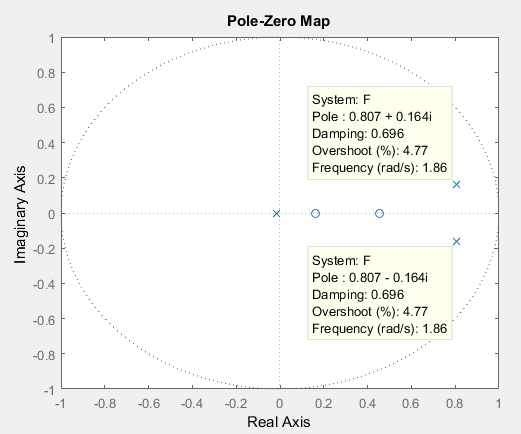 Pole-Zero Map
1
0.8
0.6
0.4
0.2
0
-0.2
-0.4
-0.6
-0.8
-1
Imaginary Axis
System: F
Pole : 0.807 + 0.164i
Damping: 0.696
Overshoot (%): 4.77
Frequency (rad/s): 1.86
System: F
Pole : 0.807 - 0.164i
Damping: 0.696
Overshoot (%): 4.77
Frequency (rad/s): 1.86
-1 -0.8 -0.6 -0.4 -0.2 0 0.2 0.4 0.6 0.8 1
Real Axis